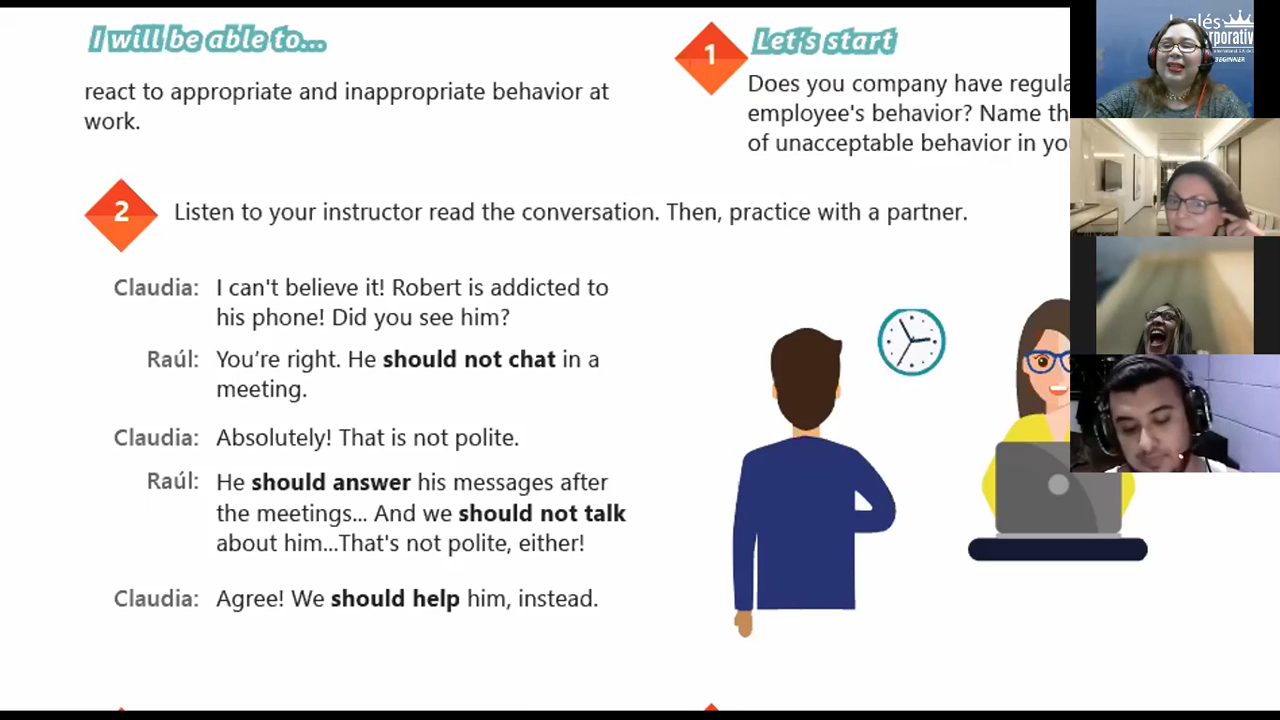 I will be able to...
react to appropriate and inappropriate behavior at
work.
1
Let's start
Does you company have
employee's behavior? Name
of unacceptable behavior in
2
Listen to your instructor read the conversation. Then, practice with a partner.
Claudia: I can't believe it! Robert is addicted to
his phone! Did you see him?
Raúl: You're right. He should not chat in a
meeting.
Claudia: Absolutely! That is not polite.
Raúl: He should answer his messages after
the meetings... And we should not talk
about him...That's not polite, either!
Claudia: Agree! We should help him, instead.
Inglés
BEGINNER